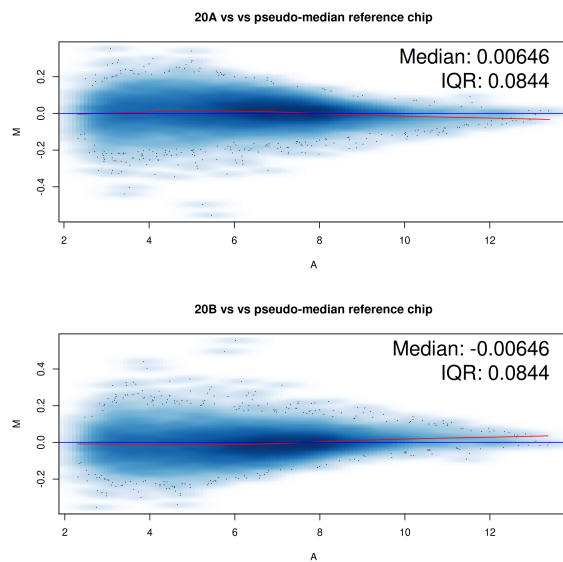 20A vs vs pseudo-median reference chip
Median: 0.00646
IQR: 0.0844
0.2
0.0
-0.2
-0.4
M
2 4 6 8 10 12
A
20B vs vs pseudo-median reference chip
Median: -0.00646
IQR: 0.0844
0.4
0.2
0.0
-0.2
M
2 4 6 8 10 12
A